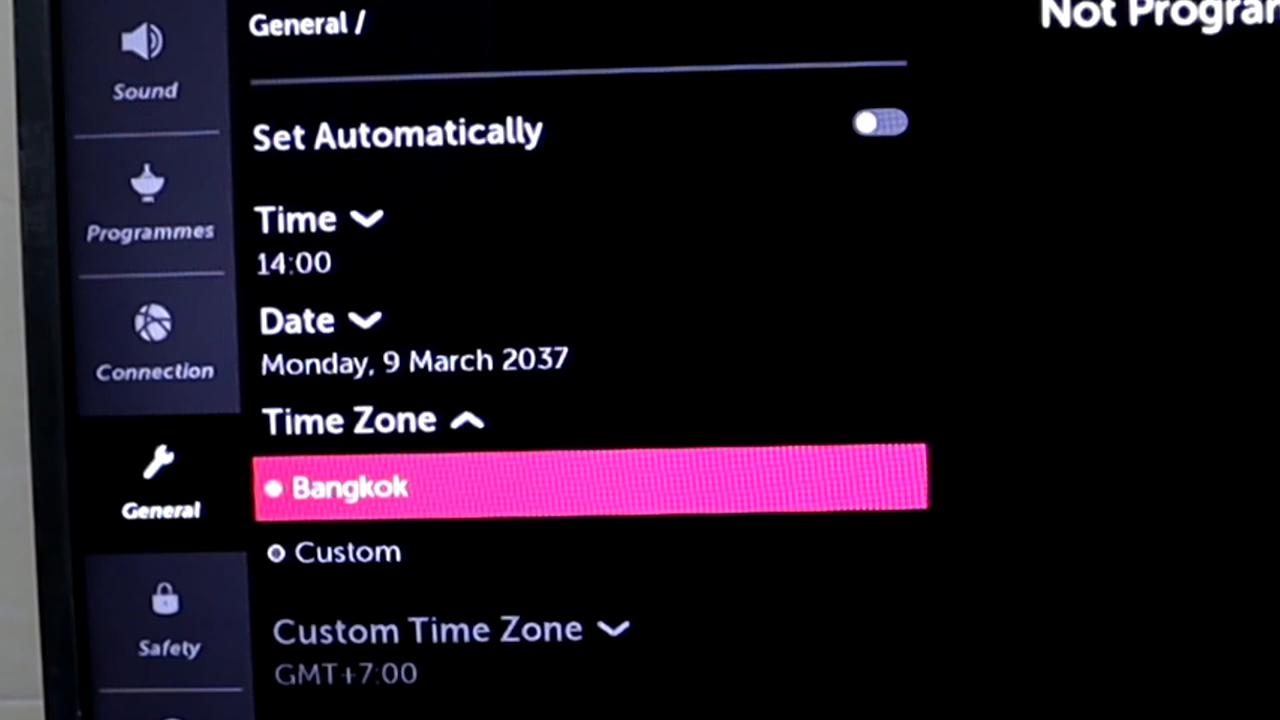 General /
Not Progra
Sound
Set Automatically
Programmes
Time
14:00
Date
Connection
Monday, 9 March 2037
Time Zone
Bangkok
General
Custom
Custom Time Zone
Safety
GMT+7:00